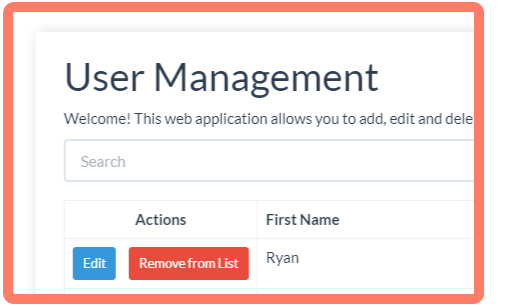 User Management
Welcome! This web application allows you to add, edit and dele
Search
Actions First Name
Edit Remove from List Ryan